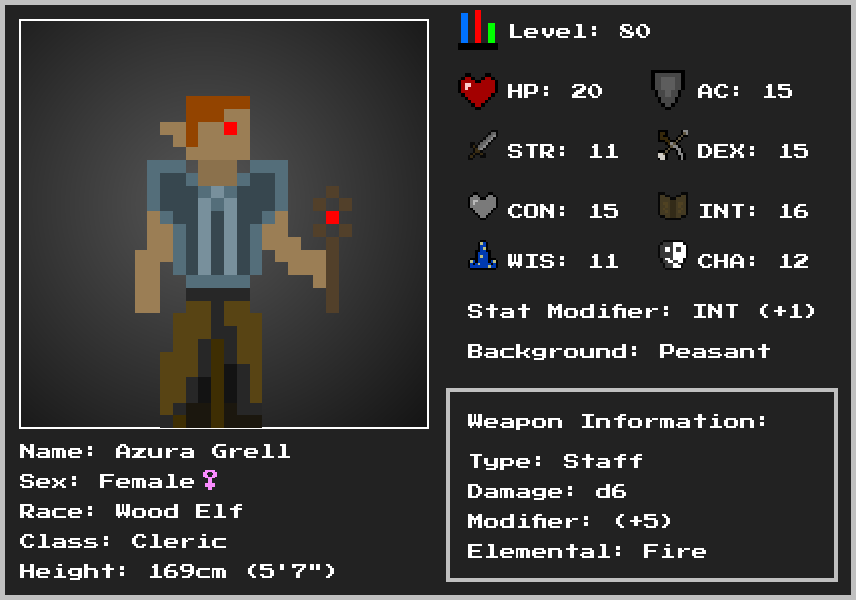 Level: 80
HP: 20 AC: 15
STR: 11 DEX: 15
CON: 15 INT: 16
WIS: 11 CHA: 12
Stat Modifier: INT (+1)
Background: Peasant
Weapon Information:
Type: Staff
Damage: d6
Modifier: (+5)
Elemental: Fire
Name: Azura Grell
Sex: Female♀
Race: Wood Elf
Class: Cleric
Height: 169cm (5'7")